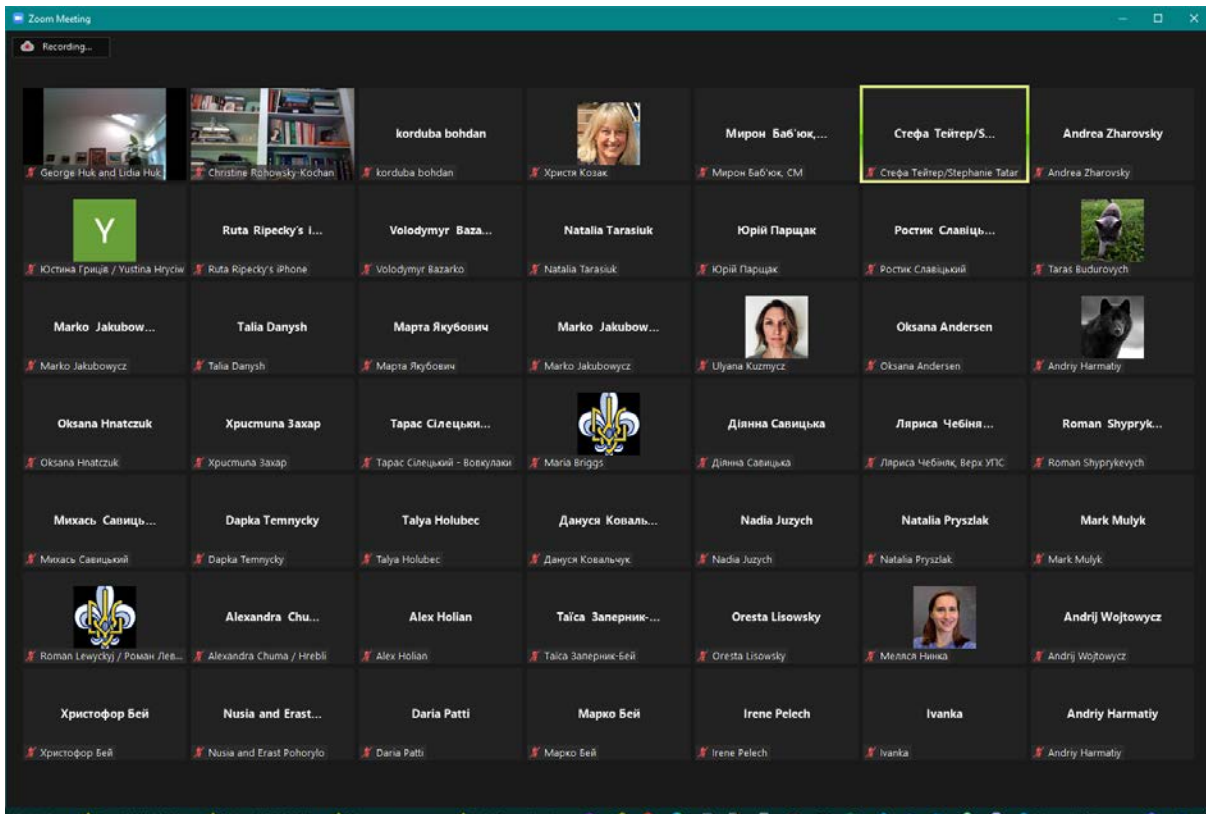 Zoom Meeting
Recording...
George Huk and Lidia Huk
Christine Rohowsky-Kochan
korduba bohdan
korduba bohdan
Христя Козак
Мирон Баб'юк,...
Мирон Баб'юк, СМ
Стефа Тейтер/S...
Стефа Тейтер/Stephanie Tatar
Andrea Zharovsky
Andrea Zharovsky
Y
Юстина Гриців / Yustina Hryciw
Ruta Ripecky's i...
Ruta Ripecky's iPhone
Volodymyr Baza...
Volodymyr Bazarko
Natalia Tarasiuk
Natalia Tarasiuk
Юрій Парщак
Юрій Парщак
Ростик Славіць...
Ростик Славіцький
Taras Budurovych
Marko Jakubow...
Marko Jakubowycz
Talia Danysh
Talia Danysh
Марта Якубович
Марта Якубович
Marko Jakubow...
Marko Jakubowycz
Ulyana Kuzmycz
Oksana Andersen
Oksana Andersen
Andriy Harmatiy
Oksana Hnatczuk
Oksana Hnatczuk
Христина Захар
Христина Захар
Тарас Сілецьки...
Тарас Сілецький - Вовкулаки
Maria Briggs
Діянна Савицька
Діянна Савицька
Ляриса Чебіня...
Ляриса Чебіняк, Верх УПС
Roman Shypryk...
Roman Shyprykevych
Михась Савиць...
Михась Савицький
Dapka Temnycky
Dapka Temnycky
Talya Holubec
Talya Holubec
Дануся Коваль...
Дануся Ковальчук
Nadia Juzych
Nadia Juzych
Natalia Pryszlak
Natalia Pryszlak
Mark Mulyk
Mark Mulyk
Roman Lewyckyj / Роман Лев...
Alexandra Chu...
Alexandra Chuma / Hrebli
Alex Holian
Alex Holian
Таїса Заперник-...
Таїса Заперник-Бей
Oresta Lisowsky
Oresta Lisowsky
Меляся Нинка
Andrij Wojtowycz
Andrij Wojtowycz
Христофор Бей
Христофор Бей
Nusia and Erast...
Nusia and Erast Pohorylo
Daria Patti
Daria Patti
Марко Бей
Марко Бей
Irene Pelech
Irene Pelech
Ivanka
Ivanka
Andriy Harmatiy
Andriy Harmatiy